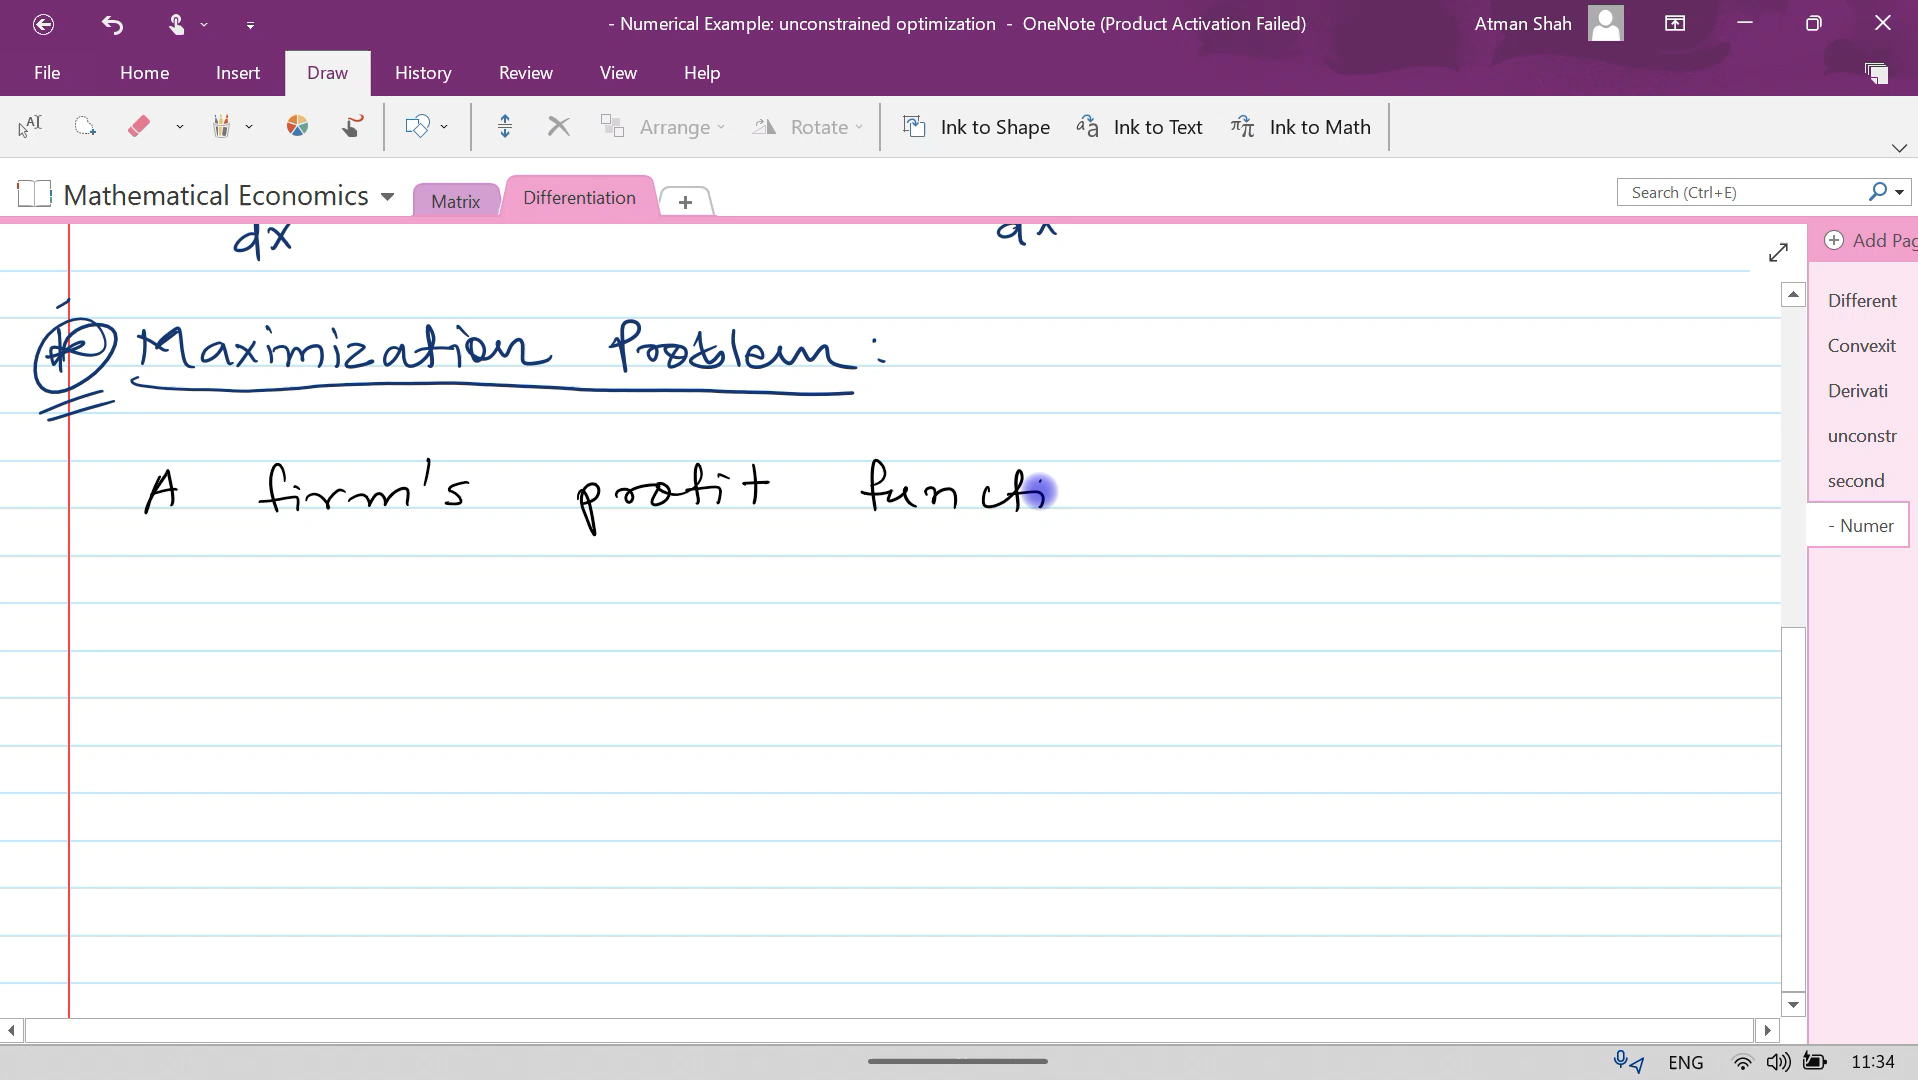 - Numerical Example: unconstrained optimization - OneNote (Product Activation Failed)
Atman Shah
File Home Insert Draw History Review View Help
Arrange Rotate Ink to Shape Ink to Text Ink to Math
Mathematical Economics Matrix Differentiation
Search (Ctrl+E)
dx dx
Add Pag
Different
Maximization Problem:
Convexit
Derivati
unconstr
A firm's profit functi
second
- Numer
ENG 11:34